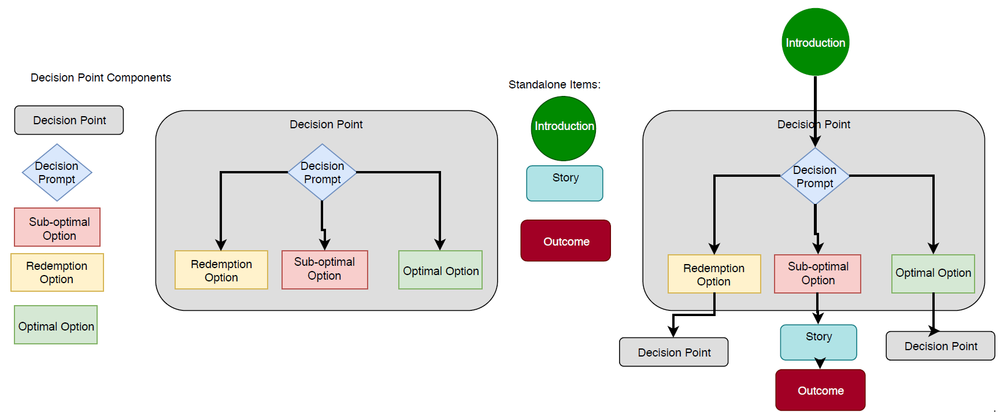 Decision Point Components
Decision Point
Decision
Prompt
Sub-optimal
Option
Redemption
Option
Optimal Option
Decision Point
Decision
Prompt
Redemption
Option
Sub-optimal
Option
Optimal Option
Standalone Items:
Introduction
Story
Outcome
Introduction
Decision Point
Decision
Prompt
Redemption
Option
Sub-optimal
Option
Optimal Option
Decision Point
Story
Decision Point
Outcome